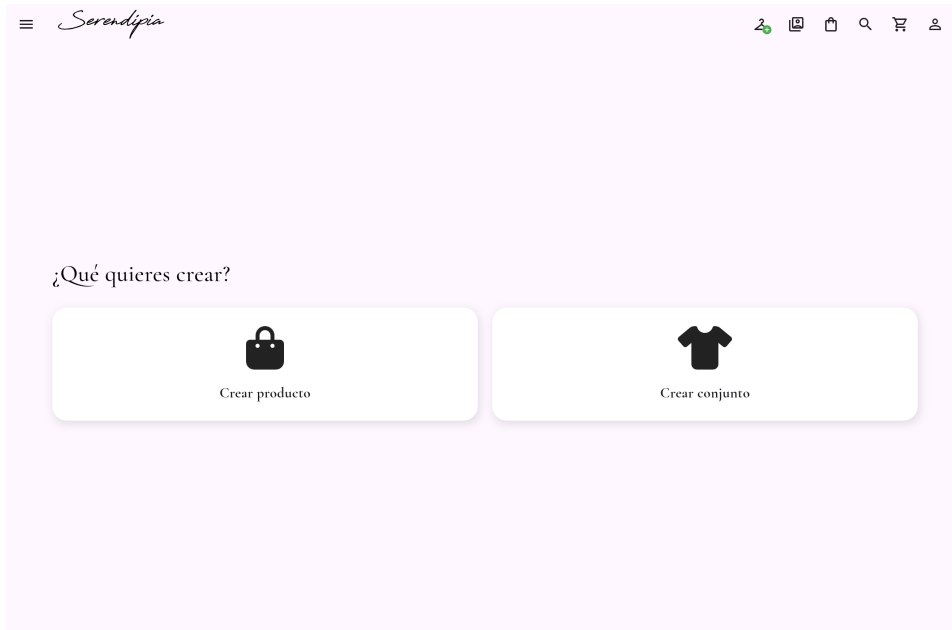 Serendipia
¿Qué quieres crear?
Crear producto
Crear conjunto